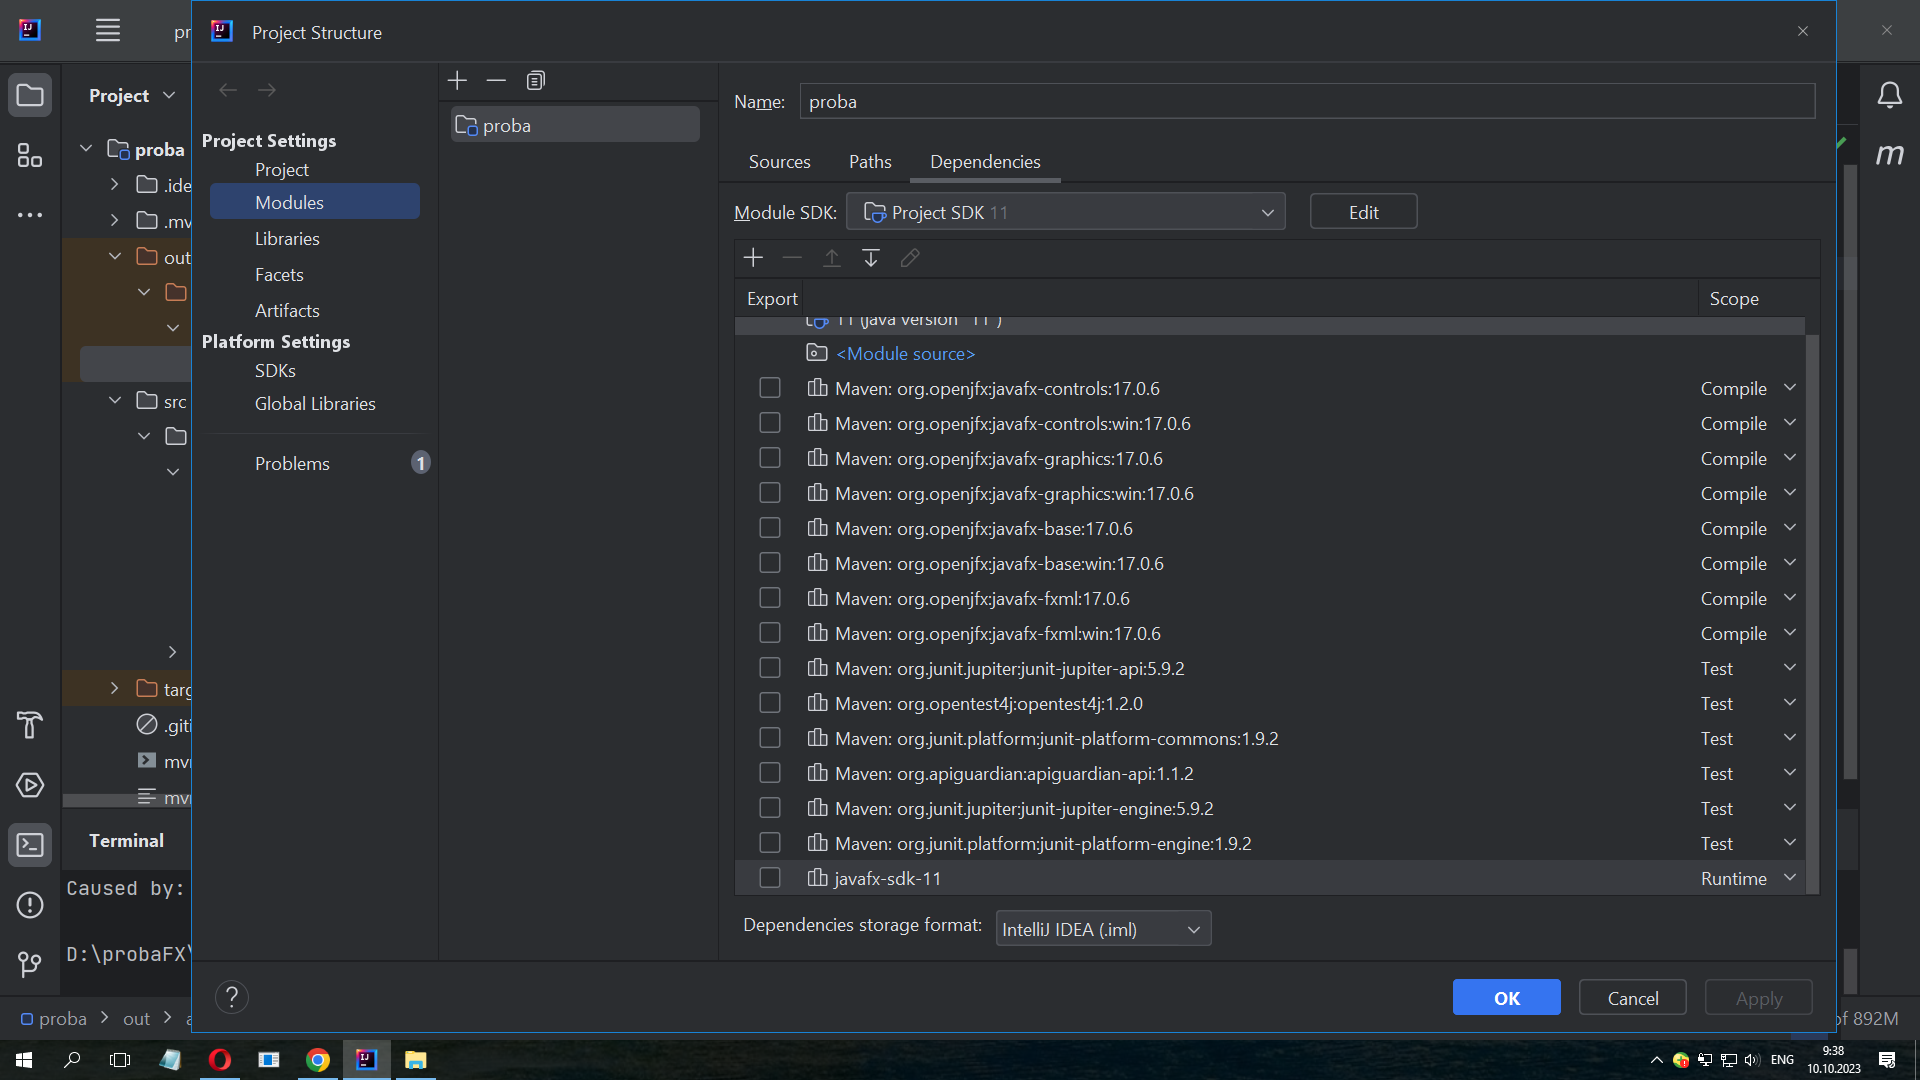 Project Structure
pr
Project
proba
.ide
.mv
out
src
targ
.giti
mvn
mvn
Project Settings
Project
Modules
Libraries
Facets
Artifacts
Platform Settings
SDKs
Global Libraries
Problems
1
proba
Name:
proba
Sources
Paths
Dependencies
Module SDK:
Project SDK 11
Edit
Export
Scope
11 (java version "11")
<Module source>
Maven: org.openjfx:javafx-controls:17.0.6
Compile
Maven: org.openjfx:javafx-controls:win:17.0.6
Compile
Maven: org.openjfx:javafx-graphics:17.0.6
Compile
Maven: org.openjfx:javafx-graphics:win:17.0.6
Compile
Maven: org.openjfx:javafx-base:17.0.6
Compile
Maven: org.openjfx:javafx-base:win:17.0.6
Compile
Maven: org.openjfx:javafx-fxml:17.0.6
Compile
Maven: org.openjfx:javafx-fxml:win:17.0.6
Compile
Maven: org.junit.jupiter:junit-jupiter-api:5.9.2
Test
Maven: org.opentest4j:opentest4j:1.2.0
Test
Maven: org.junit.platform:junit-platform-commons:1.9.2
Test
Maven: org.apiguardian:apiguardian-api:1.1.2
Test
Maven: org.junit.jupiter:junit-jupiter-engine:5.9.2
Test
Maven: org.junit.platform:junit-platform-engine:1.9.2
Test
javafx-sdk-11
Runtime
Dependencies storage format:
IntelliJ IDEA (.iml)
?
OK
Cancel
Apply
m
Terminal
Caused by:
D:\probaFX\
proba
out
of 892M
ENG
9:38
10.10.2023